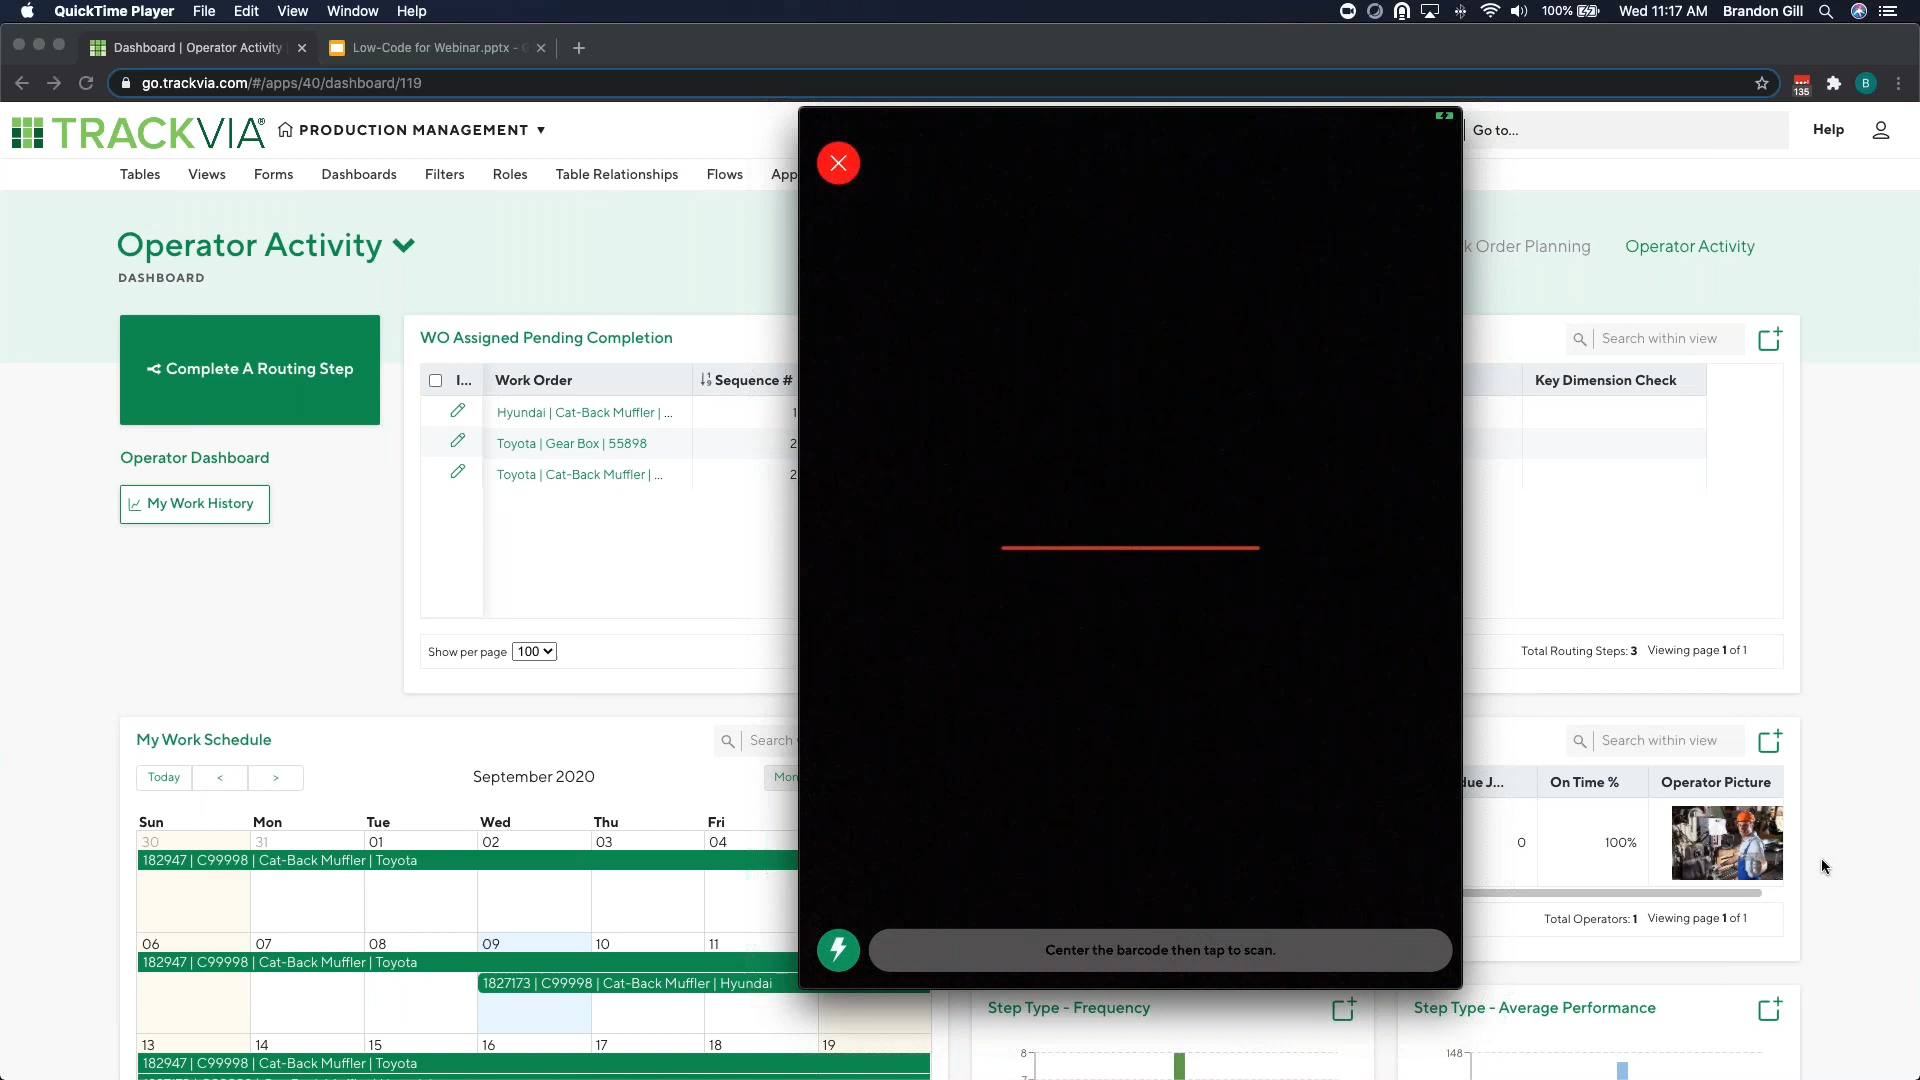 QuickTime Player File Edit View Window Help
100% Wed 11:17 AM Brandon Gill
Dashboard | Operator Activity
Low-Code for Webinar.pptx -
go.trackvia.com/#/apps/40/dashboard/119
135
B
TRACKVIA®
PRODUCTION MANAGEMENT
Go to...
Help
Tables Views Forms Dashboards Filters Roles Table Relationships Flows App
Operator Activity
DASHBOARD
k Order Planning
Operator Activity
Complete A Routing Step
Operator Dashboard
My Work History
WO Assigned Pending Completion
Search within view
I... Work Order Sequence # Key Dimension Check
Hyundai | Cat-Back Muffler | ... 1
Toyota | Gear Box | 55898 2
Toyota | Cat-Back Muffler | ... 2
Show per page 100
Total Routing Steps: 3 Viewing page 1 of 1
Center the barcode then tap to scan.
My Work Schedule
Search
Today < >
September 2020
Mon
Sun Mon Tue Wed Thu Fri
30 31 01 02 03 04
182947 | C99998 | Cat-Back Muffler | Toyota
06 07 08 09 10 11
182947 | C99998 | Cat-Back Muffler | Toyota
1827173 | C99998 | Cat-Back Muffler | Hyundai
13 14 15 16 17 18 19
182947 | C99998 | Cat-Back Muffler | Toyota
Search within view
due J... On Time % Operator Picture
0 100%
Total Operators: 1 Viewing page 1 of 1
Step Type - Frequency
8
7
Step Type - Average Performance
148